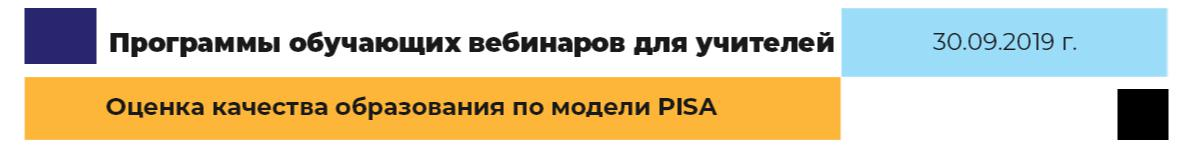 Программы обучающих вебинаров для учителей
30.09.2019 г.
Оценка качества образования по модели PISA